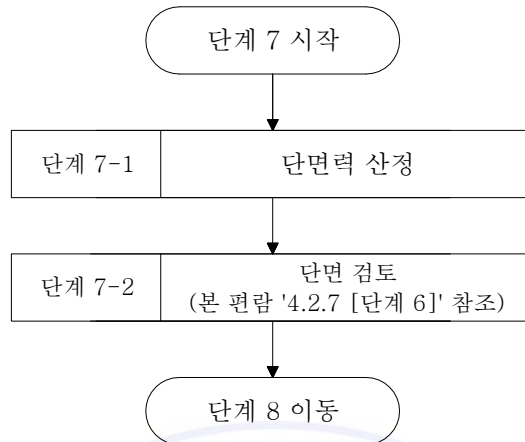 단계 7 시작
단계 7-1
단면력 산정
단계 7-2
단면 검토
(본 편람 '4.2.7 [단계 6]' 참조)
단계 8 이동